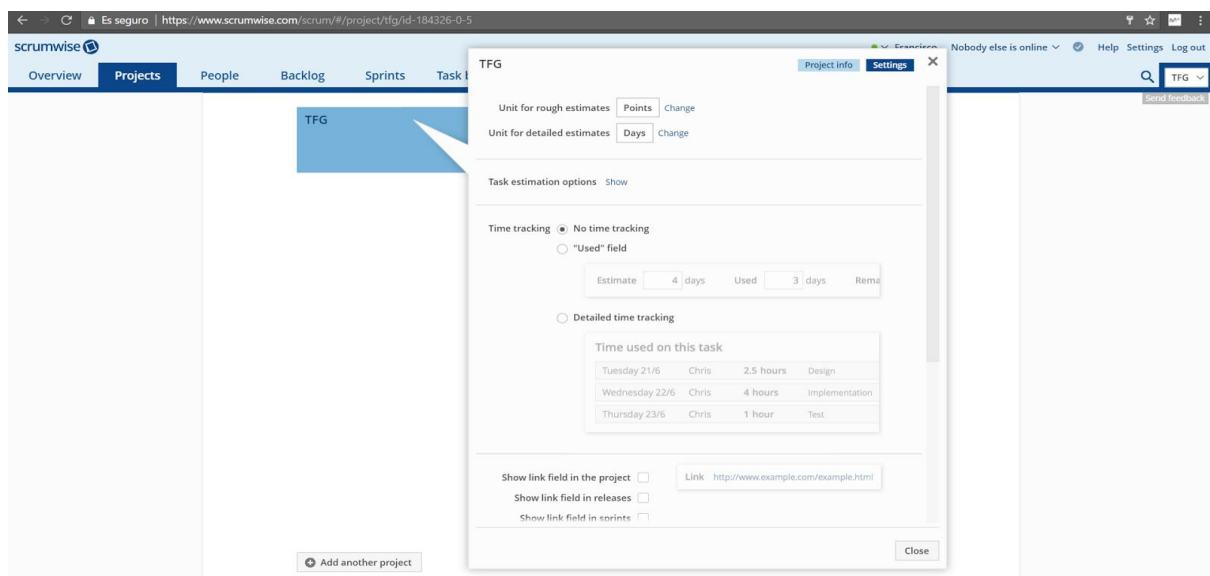 Es seguro | https://www.scrumwise.com/scrum/#/project/tfg/id-184326-0-5
scrumwise
Francisco Nobody else is online Help Settings Log out
Overview Projects People Backlog Sprints Task
TFG
Send feedback
TFG
TFG Project info Settings
Unit for rough estimates Points Change
Unit for detailed estimates Days Change
Task estimation options Show
Time tracking No time tracking
"Used" field
Estimate 4 days Used 3 days Rema
Detailed time tracking
Time used on this task
Tuesday 21/6 Chris 2.5 hours Design
Wednesday 22/6 Chris 4 hours Implementation
Thursday 23/6 Chris 1 hour Test
Show link field in the project Link http://www.example.com/example.html
Show link field in releases
Show link field in sprints
Close
Add another project